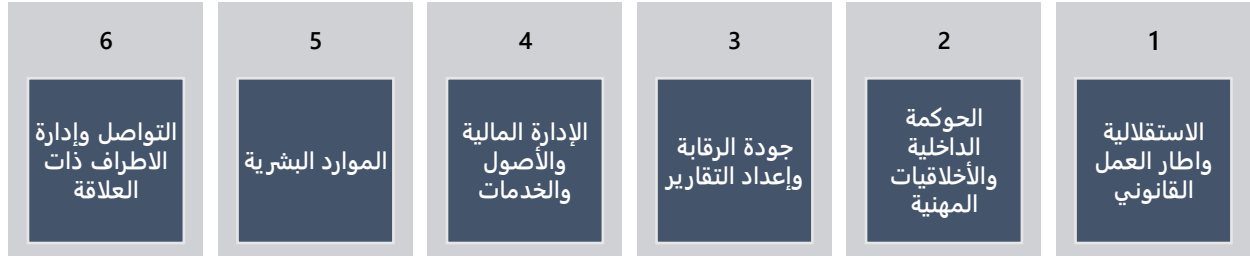 1
الاستقلالية
واطار العمل
القانوني
2
الحوكمة
الداخلية
والأخلاقيات
المهنية
3
جودة الرقابة
وإعداد التقارير
4
الإدارة المالية
والأصول
والخدمات
5
الموارد البشرية
6
التواصل وإدارة
الاطراف ذات
العلاقة